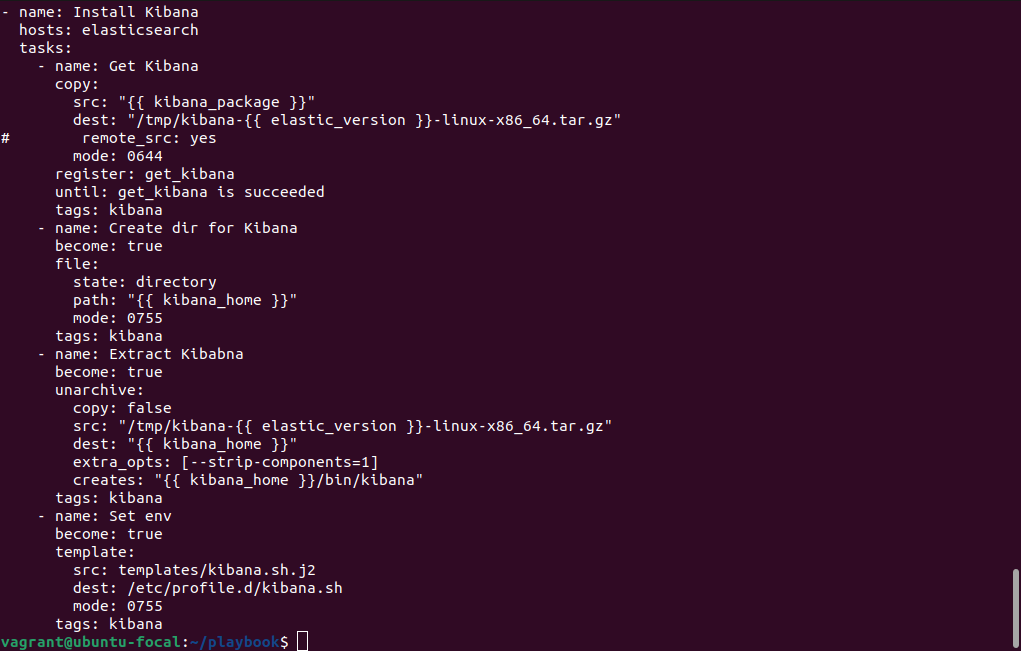 - name: Install Kibana
  hosts: elasticsearch
  tasks:
    - name: Get Kibana
      copy:
        src: "{{ kibana_package }}"
        dest: "/tmp/kibana-{{ elastic_version }}-linux-x86_64.tar.gz"
#        remote_src: yes
        mode: 0644
      register: get_kibana
      until: get_kibana is succeeded
      tags: kibana
    - name: Create dir for Kibana
      become: true
      file:
        state: directory
        path: "{{ kibana_home }}"
        mode: 0755
      tags: kibana
    - name: Extract Kibabna
      become: true
      unarchive:
        copy: false
        src: "/tmp/kibana-{{ elastic_version }}-linux-x86_64.tar.gz"
        dest: "{{ kibana_home }}"
        extra_opts: [--strip-components=1]
        creates: "{{ kibana_home }}/bin/kibana"
      tags: kibana
    - name: Set env
      become: true
      template:
        src: templates/kibana.sh.j2
        dest: /etc/profile.d/kibana.sh
        mode: 0755
      tags: kibana
vagrant@ubuntu-focal:~/playbook$